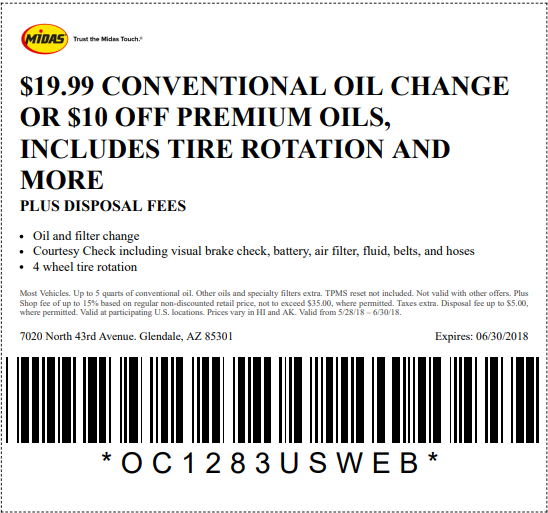 MIDAS Trust the Midas Touch.®
$19.99 CONVENTIONAL OIL CHANGE
OR $10 OFF PREMIUM OILS,
INCLUDES TIRE ROTATION AND
MORE
PLUS DISPOSAL FEES
• Oil and filter change
• Courtesy Check including visual brake check, battery, air filter, fluid, belts, and hoses
• 4 wheel tire rotation
Most Vehicles. Up to 5 quarts of conventional oil. Other oils and specialty filters extra. TPMS reset not included. Not valid with other offers. Plus
Shop fee of up to 15% based on regular non-discounted retail price, not to exceed $35.00, where permitted. Taxes extra. Disposal fee up to $5.00,
where permitted. Valid at participating U.S. locations. Prices vary in HI and AK. Valid from 5/28/18 – 6/30/18.
7020 North 43rd Avenue. Glendale, AZ 85301 Expires: 06/30/2018
*OC1283USWEB*